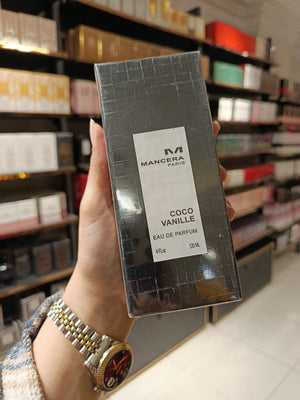 M
MANCERA
PARIS
COCO
VANILLE
EAU DE PARFUM
4 fl.oz 120 ML